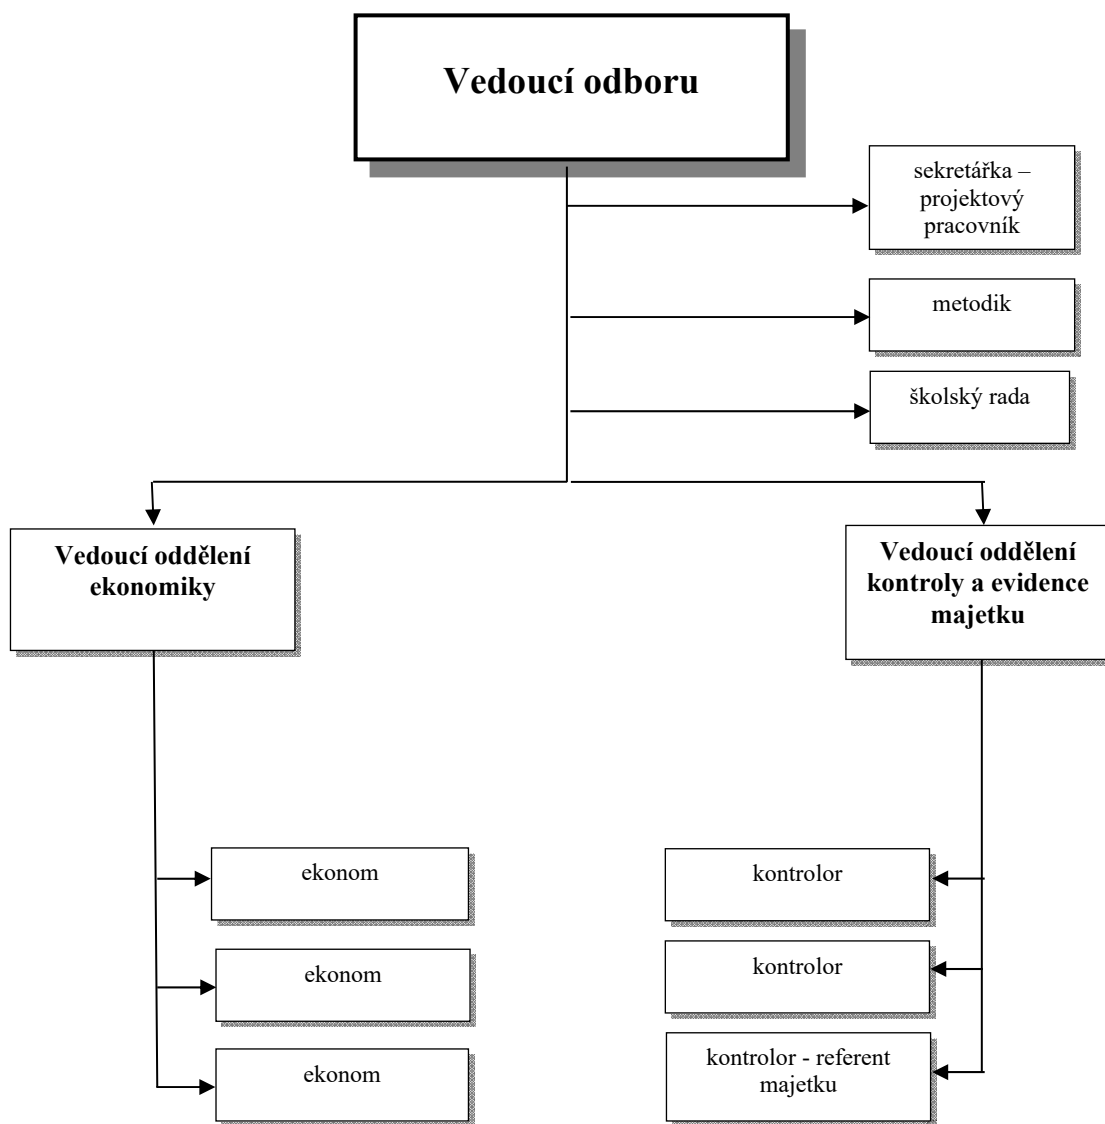 Vedoucí odboru
sekretářka –
projektový
pracovník
metodik
školský rada
Vedoucí oddělení
ekonomiky
Vedoucí oddělení
kontroly a evidence
majetku
ekonom
ekonom
ekonom
kontrolor
kontrolor
kontrolor - referent
majetku